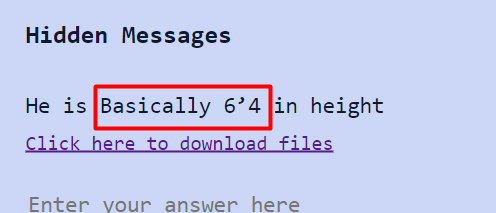 Hidden Messages
He is Basically 6’4 in height
Click here to download files
Enter your answer here